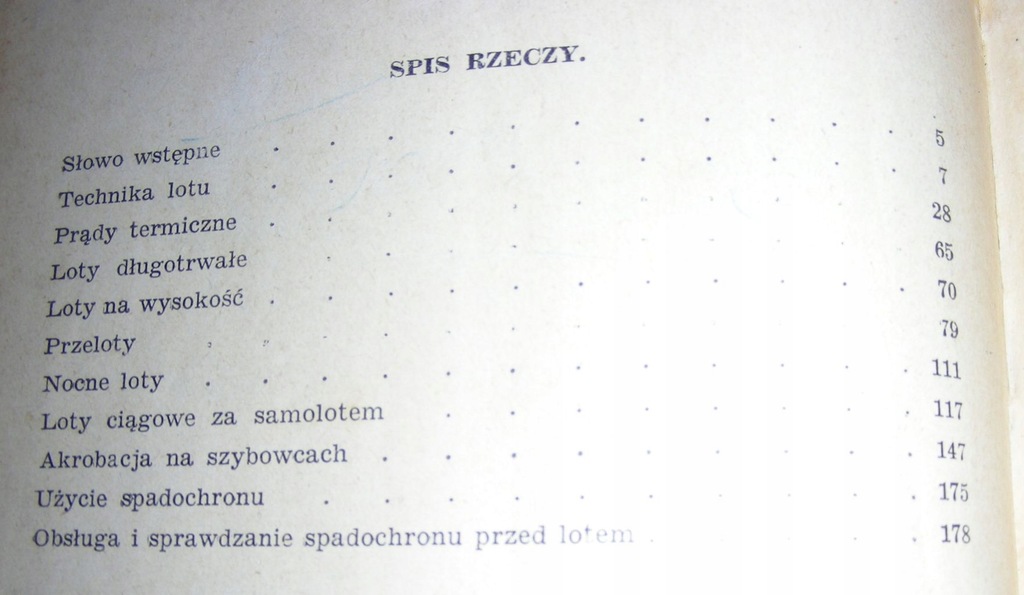 SPIS RZECZY.
Słowo wstępne . . . . . . . . . . . 5
Technika lotu . . . . . . . . . . . 7
Prądy termiczne . . . . . . . . . 28
Loty długotrwałe . . . . . . . . . 65
Loty na wysokość . . . . . . . . . . . 70
Przeloty . . . . . . . . . . . 79
Nocne loty . . . . . . . . . . . . 111
Loty ciągowe za samolotem . . . . . . . . 117
Akrobacja na szybowcach . . . . . . . . . 147
Użycie spadochronu . . . . . . . . . . 175
Obsługa i sprawdzanie spadochronu przed lotem . . . . 178